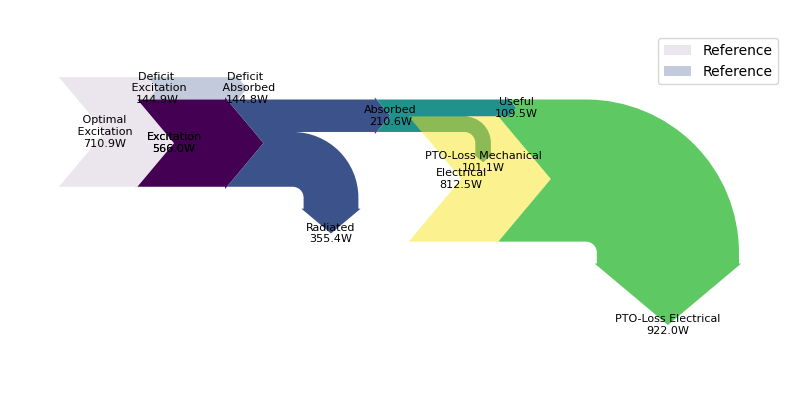 Reference
Reference
Deficit
Excitation
144.9W
Deficit
Absorbed
144.8W
Optimal
Excitation
710.9W
Excitation
566.0W
Absorbed
210.6W
Useful
109.5W
PTO-Loss Mechanical
101.1W
Electrical
812.5W
Radiated
355.4W
PTO-Loss Electrical
922.0W